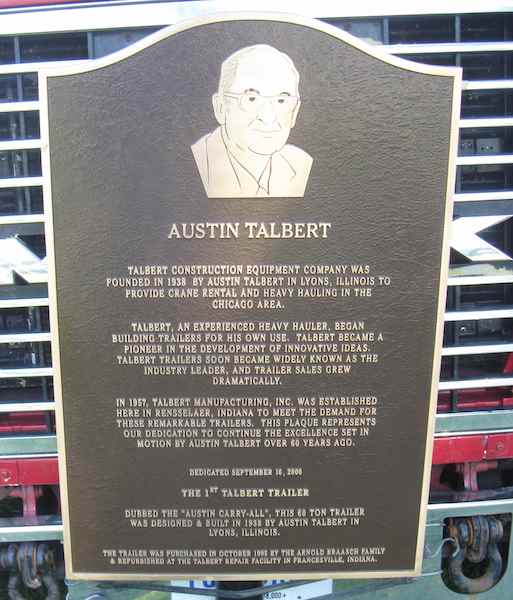 AUSTIN TALBERT
TALBERT CONSTRUCTION EQUIPMENT COMPANY WAS
FOUNDED IN 1938 BY AUSTIN TALBERT IN LYONS, ILLINOIS TO
PROVIDE CRANE RENTAL AND HEAVY HAULING IN THE
CHICAGO AREA.
TALBERT, AN EXPERIENCED HEAVY HAULER, BEGAN
BUILDING TRAILERS FOR HIS OWN USE. TALBERT BECAME A
PIONEER IN THE DEVELOPMENT OF INNOVATIVE IDEAS.
TALBERT TRAILERS SOON BECAME WIDELY KNOWN AS THE
INDUSTRY LEADER, AND TRAILER SALES GREW
DRAMATICALLY.
IN 1957, TALBERT MANUFACTURING, INC. WAS ESTABLISHED
HERE IN RENSSELAER, INDIANA TO MEET THE DEMAND FOR
THESE REMARKABLE TRAILERS. THIS PLAQUE REPRESENTS
OUR DEDICATION TO CONTINUE THE EXCELLENCE SET IN
MOTION BY AUSTIN TALBERT OVER 60 YEARS AGO.
DEDICATED SEPTEMBER 16, 2000
THE 1ST TALBERT TRAILER
DUBBED THE "AUSTIN CARRY-ALL", THIS 60 TON TRAILER
WAS DESIGNED & BUILT IN 1938 BY AUSTIN TALBERT IN
LYONS, ILLINOIS.
THE TRAILER WAS PURCHASED IN OCTOBER 1998 BY THE ARNOLD BRAASCH FAMILY
& REFURBISHED AT THE TALBERT REPAIR FACILITY IN FRANCESVILLE, INDIANA.